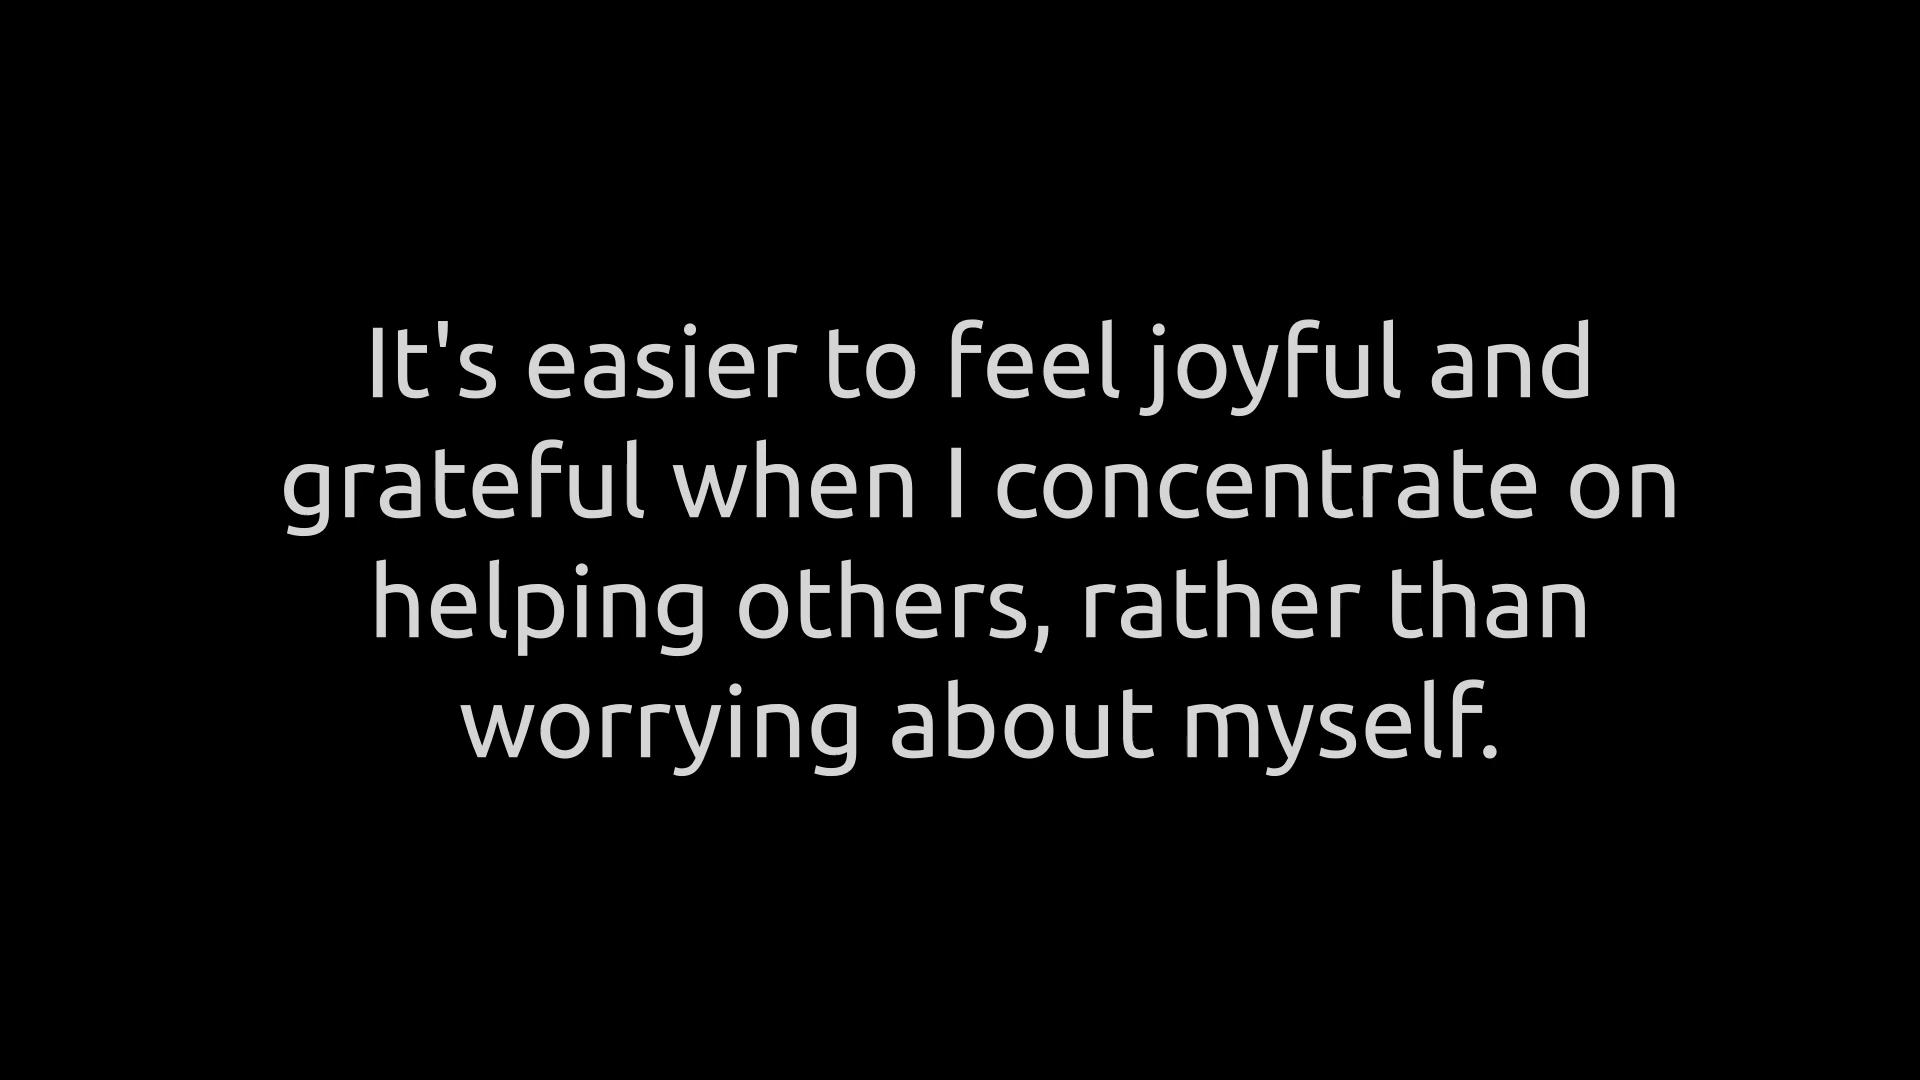 It's easier to feel joyful and
grateful when I concentrate on
helping others, rather than
worrying about myself.